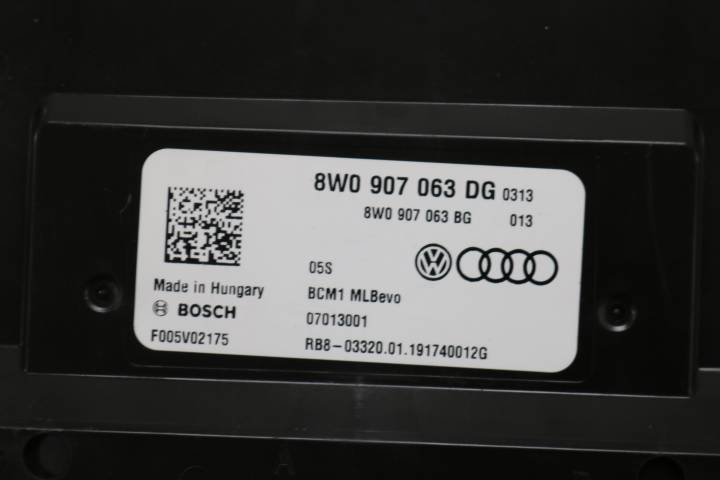 8W0 907 063 DG 0313
8W0 907 063 BG 013
05S
Made in Hungary
BCM1 MLBevo
BOSCH
07013001
F005V02175
RB8-03320.01.191740012G